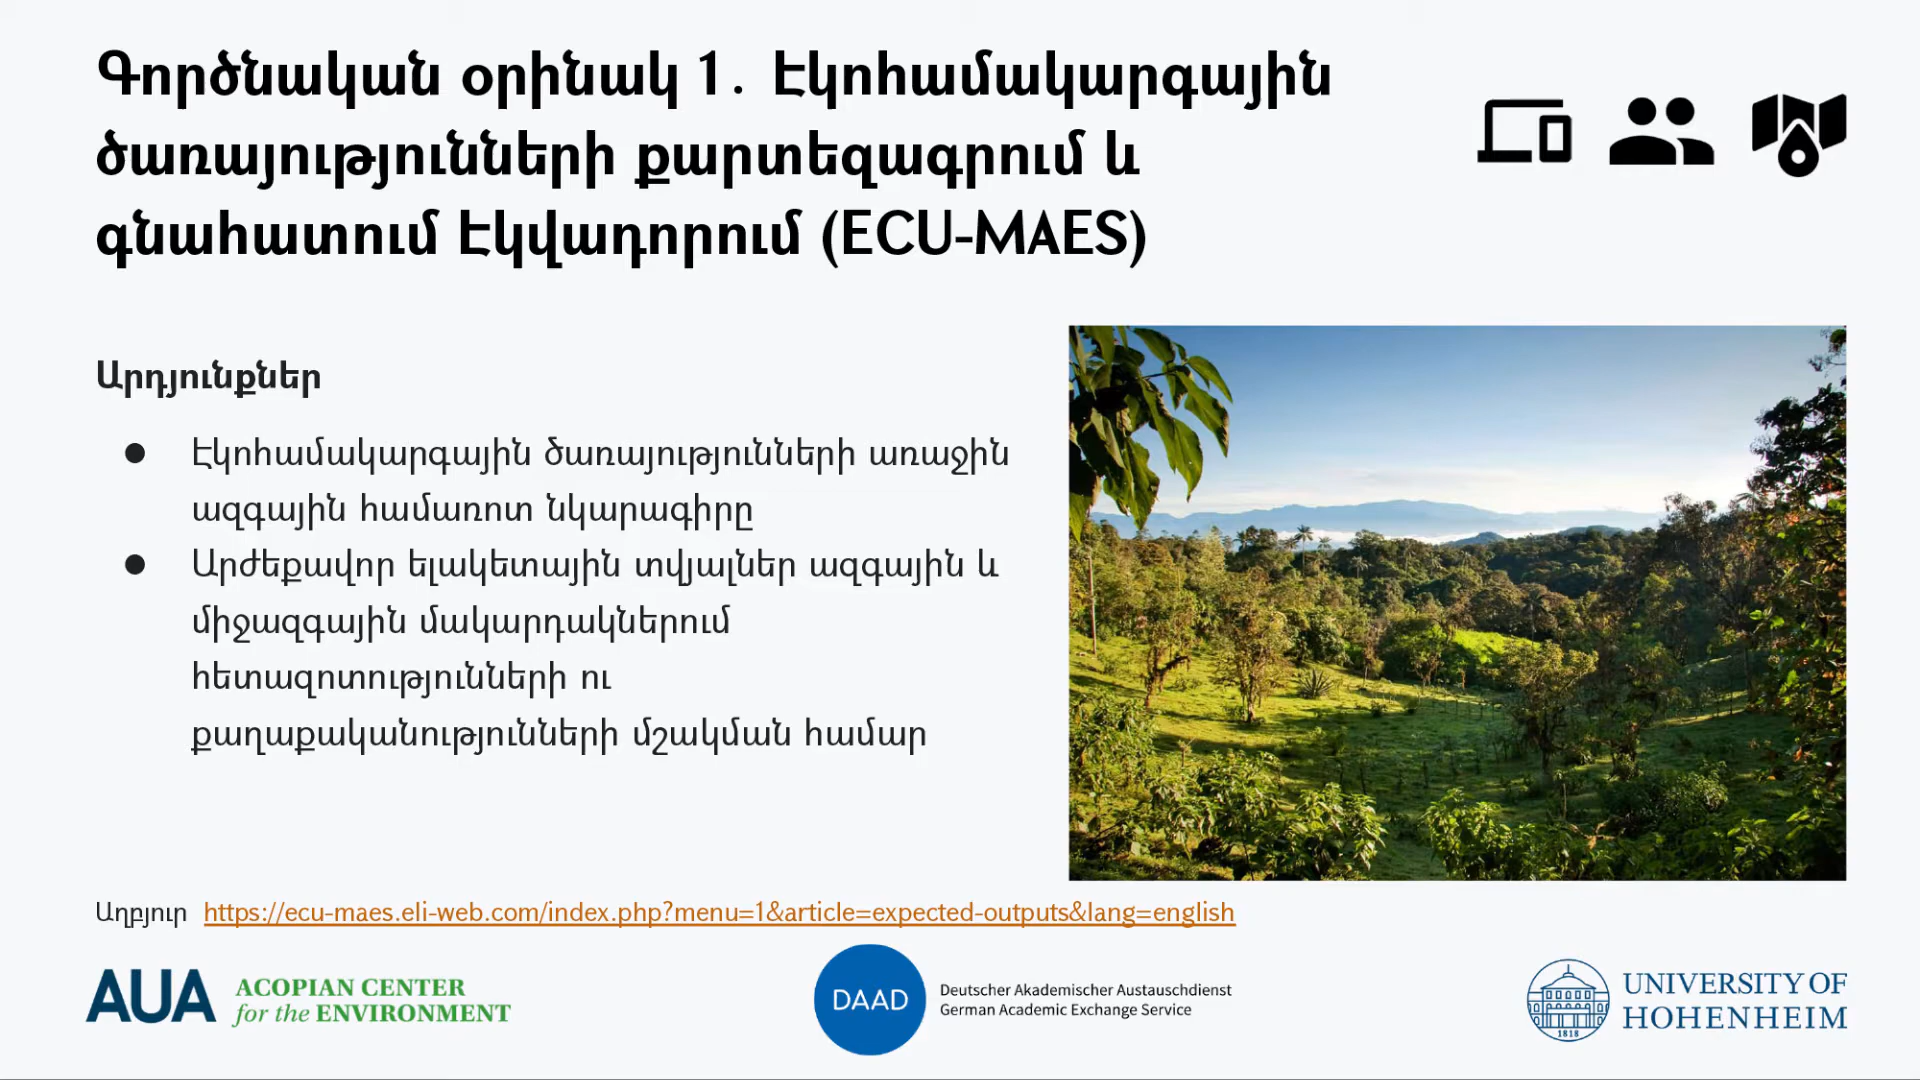 Գործնական օրինակ 1. Էկոհամակարգային
ծառայությունների քարտեզագրում և
գնահատում Էկվադորում (ECU-MAES)
Արդյունքներ
● Էկոհամակարգային ծառայությունների առաջին
ազգային համառոտ նկարագիրը
● Արժեքավոր ելակետային տվյալներ ազգային և
միջազգային մակարդակներում
հետազոտությունների ու
քաղաքականությունների մշակման համար
Աղբյուր https://ecu-maes.eli-web.com/index.php?menu=1&article=expected-outputs&lang=english
AUA ACOPIAN CENTER
for the ENVIRONMENT
DAAD
Deutscher Akademischer Austauschdienst
German Academic Exchange Service
1818
UNIVERSITY OF
HOHENHEIM